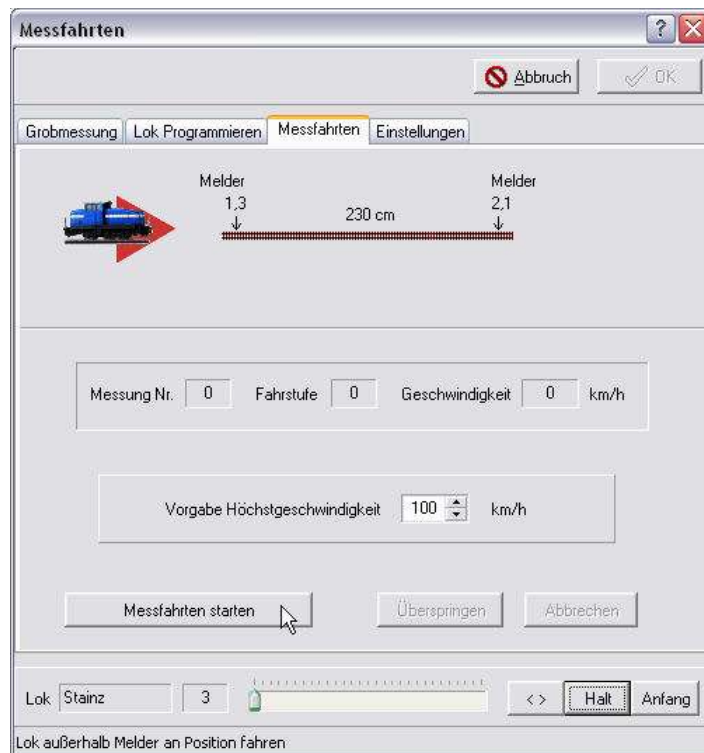 Messfahrten
Abbruch
OK
Grobmessung Lok Programmieren Messfahrten Einstellungen
Melder Melder
1,3 2,1
230 cm
Messung Nr. 0 Fahrstufe 0 Geschwindigkeit 0 km/h
Vorgabe Höchstgeschwindigkeit 100 km/h
Messfahrten starten Überspringen Abbrechen
Lok Stainz 3 < > Halt Anfang
Lok außerhalb Melder an Position fahren